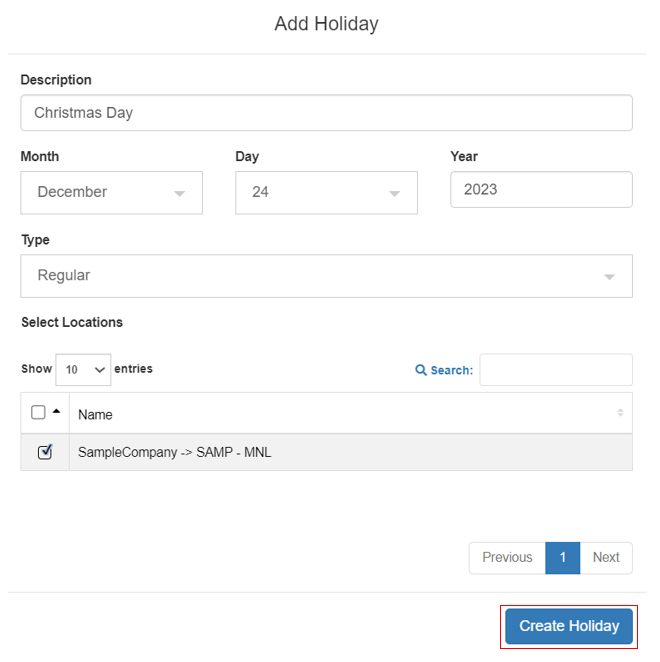 Add Holiday
Description
Christmas Day
Month Day Year
December 24 2023
Type
Regular
Select Locations
Show 10 entries Search:
Name
SampleCompany -> SAMP - MNL
Previous 1 Next
Create Holiday